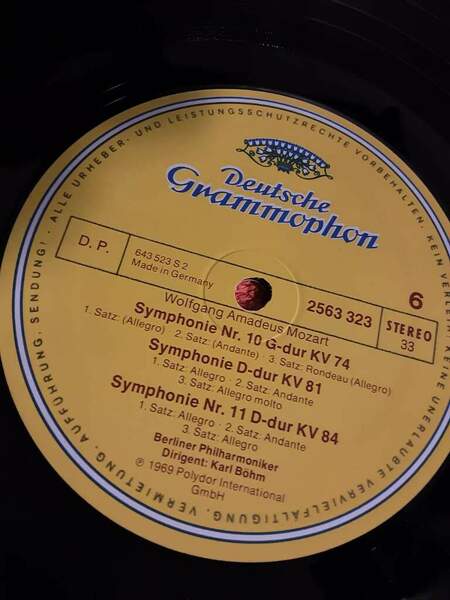 ALLE URHEBER- UND LEISTUNGSSCHUTZRECHTE VORBEHALTEN. KEIN VERLEIH! KEINE UNERLAUBTE VERVIELFÄLTIGUNG, VERMIETUNG, AUFFÜHRUNG, SENDUNG!
Deutsche
Grammophon
D. P.
643 523 S 2
Made in Germany
2563 323
6
STEREO
33
Wolfgang Amadeus Mozart
Symphonie Nr. 10 G-dur KV 74
1. Satz: (Allegro) · 2. Satz: (Andante) · 3. Satz: Rondeau (Allegro)
Symphonie D-dur KV 81
1. Satz: Allegro · 2. Satz: Andante
3. Satz: Allegro molto
Symphonie Nr. 11 D-dur KV 84
1. Satz: Allegro · 2. Satz: Andante
3. Satz: Allegro
Berliner Philharmoniker
Dirigent: Karl Böhm
℗ 1969 Polydor International
GmbH